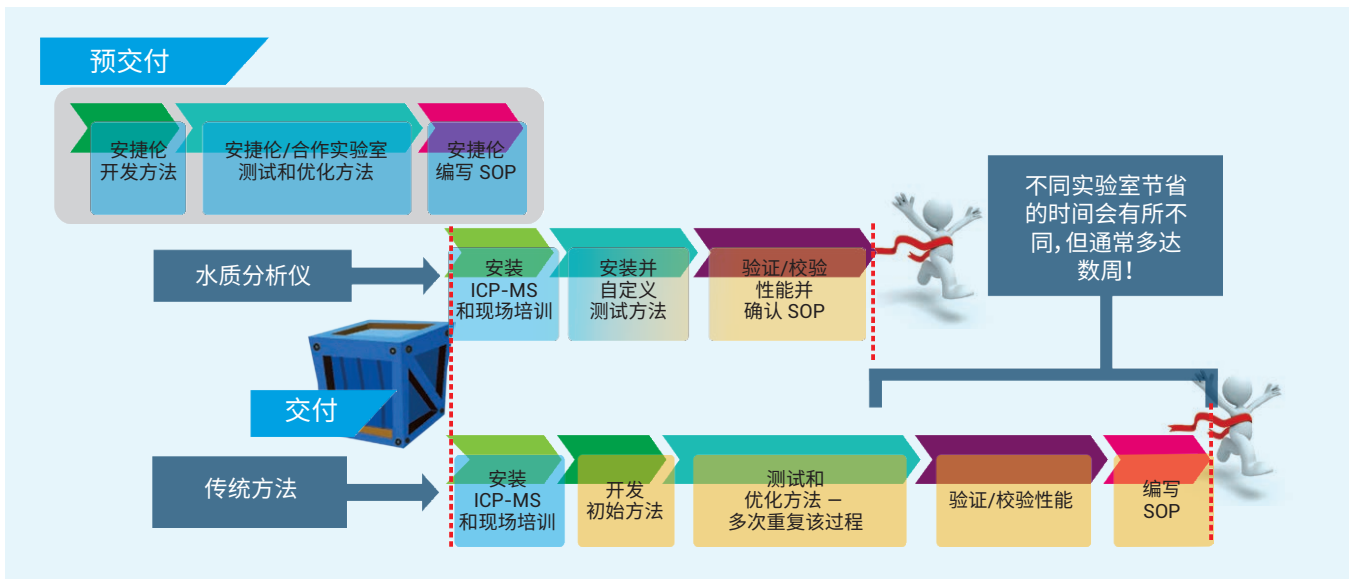 预交付
安捷伦
开发方法
安捷伦/合作实验室
测试和优化方法
安捷伦
编写 SOP
不同实验室节省
的时间会有所不
同,但通常多达
数周!
水质分析仪
安装
ICP-MS
和现场培训
安装并
自定义
测试方法
验证/校验
性能并
确认 SOP
交付
传统方法
安装
ICP-MS
和现场培训
开发
初始方法
测试和
优化方法 –
多次重复该过程
验证/校验性能
编写
SOP